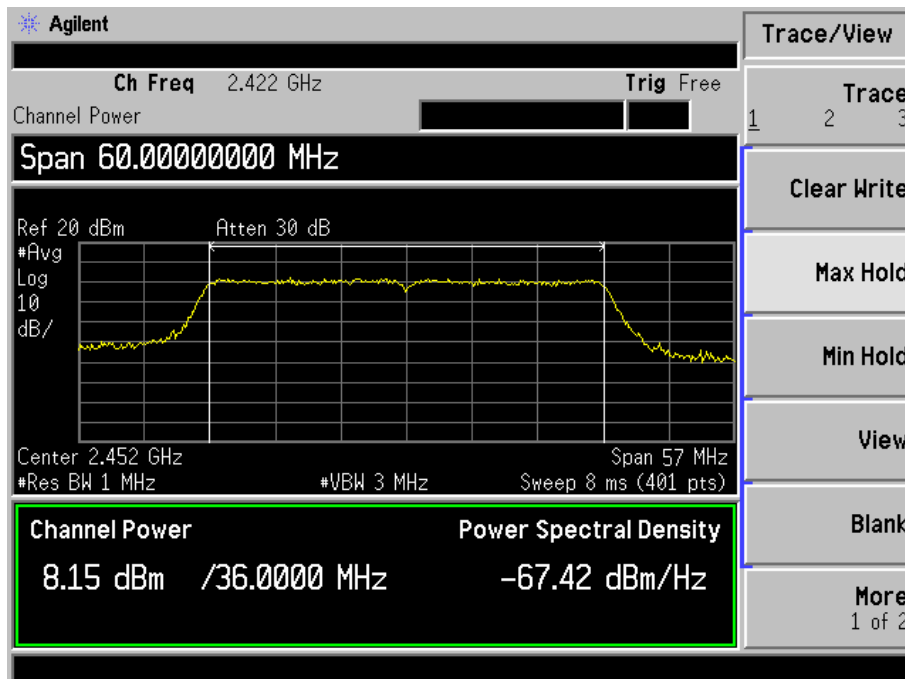 Agilent
Trace/View
Ch Freq 2.422 GHz Trig Free
Channel Power
Trace
1 2 3
Span 60.00000000 MHz
Clear Write
Ref 20 dBm Atten 30 dB
#Avg
Log
10
dB/
Max Hold
Min Hold
View
Center 2.452 GHz Span 57 MHz
#Res BW 1 MHz #VBW 3 MHz Sweep 8 ms (401 pts)
Channel Power Power Spectral Density
8.15 dBm /36.0000 MHz -67.42 dBm/Hz
Blank
More
1 of 2